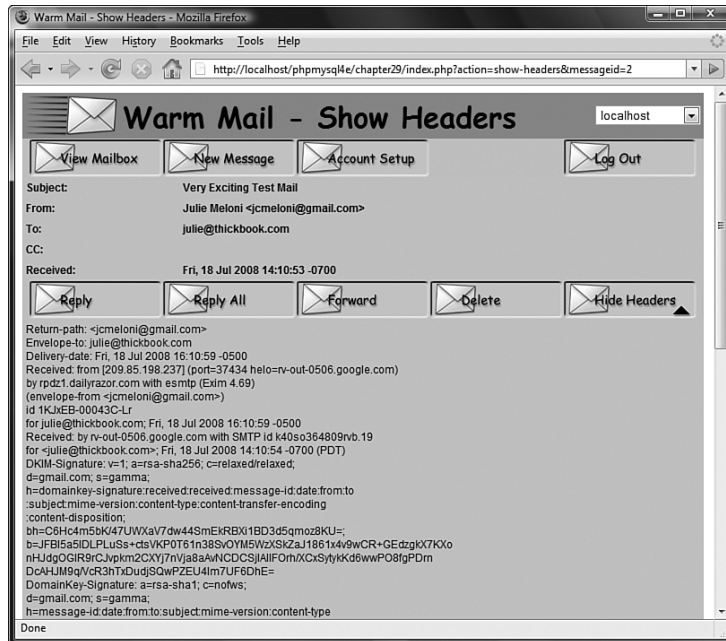 Warm Mail - Show Headers - Mozilla Firefox
File Edit View History Bookmarks Tools Help
http://localhost/phpmysql4e/chapter29/index.php?action=show-headers&messageid=2
Warm Mail - Show Headers
localhost
View Mailbox New Message Account Setup Log Out
Subject: Very Exciting Test Mail
From: Julie Meloni <jcmeloni@gmail.com>
To: julie@thickbook.com
CC:
Received: Fri, 18 Jul 2008 14:10:53 -0700
Reply Reply All Forward Delete Hide Headers
Return-path: <jcmeloni@gmail.com>
Envelope-to: julie@thickbook.com
Delivery-date: Fri, 18 Jul 2008 16:10:59 -0500
Received: from [209.85.198.237] (port=37434 helo=rv-out-0506.google.com)
by rpdz1.dailyrazor.com with esmtp (Exim 4.69)
(envelope-from <jcmeloni@gmail.com>)
id 1KJxEB-00043C-Lr
for julie@thickbook.com; Fri, 18 Jul 2008 16:10:59 -0500
Received: by rv-out-0506.google.com with SMTP id k40so364809rvb.19
for <julie@thickbook.com>; Fri, 18 Jul 2008 14:10:54 -0700 (PDT)
DKIM-Signature: v=1; a=rsa-sha256; c=relaxed/relaxed;
d=gmail.com; s=gamma;
h=domainkey-signature:received:received:message-id:date:from:to
:subject:mime-version:content-type:content-transfer-encoding
:content-disposition;
bh=C6Hc4m5bK/47UWXaV7dw44SmEkRBXi1BD3d5qmoz8KU=;
DomainKey-Signature: a=rsa-sha1; c=nofws;
d=gmail.com; s=gamma;
h=message-id:date:from:to:subject:mime-version:content-type
Done